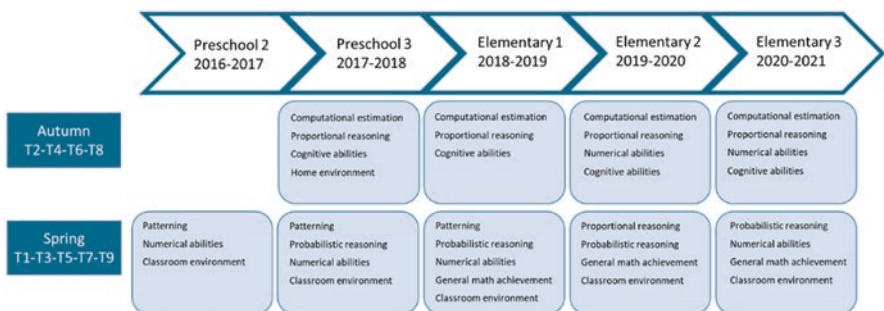 Preschool 2
2016-2017
Preschool 3
2017-2018
Elementary 1
2018-2019
Elementary 2
2019-2020
Elementary 3
2020-2021
Autumn
T2-T4-T6-T8
Computational estimation
Proportional reasoning
Cognitive abilities
Home environment
Computational estimation
Proportional reasoning
Cognitive abilities
Computational estimation
Proportional reasoning
Numerical abilities
Cognitive abilities
Computational estimation
Proportional reasoning
Numerical abilities
Cognitive abilities
Spring
T1-T3-T5-T7-T9
Patterning
Numerical abilities
Classroom environment
Patterning
Probabilistic reasoning
Numerical abilities
Classroom environment
Patterning
Probabilistic reasoning
Numerical abilities
General math achievement
Classroom environment
Proportional reasoning
Probabilistic reasoning
General math achievement
Classroom environment
Probabilistic reasoning
Numerical abilities
General math achievement
Classroom environment